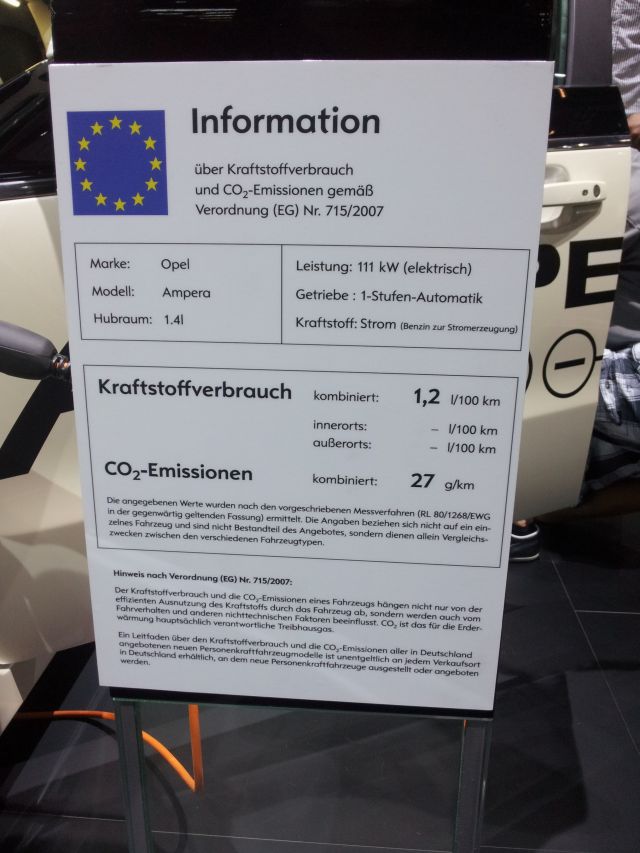 Information
über Kraftstoffverbrauch
und CO₂-Emissionen gemäß
Verordnung (EG) Nr. 715/2007
Marke: Opel
Modell: Ampera
Hubraum: 1.4l
Leistung: 111 kW (elektrisch)
Getriebe : 1-Stufen-Automatik
Kraftstoff: Strom (Benzin zur Stromerzeugung)
Kraftstoffverbrauch kombiniert: 1,2 l/100 km
innerorts: – l/100 km
außerorts: – l/100 km
CO₂-Emissionen kombiniert: 27 g/km
Die angegebenen Werte wurden nach den vorgeschriebenen Messverfahren (RL 80/1268/EWG
in der gegenwärtig geltenden Fassung) ermittelt. Die Angaben beziehen sich nicht auf ein ein-
zelnes Fahrzeug und sind nicht Bestandteil des Angebotes, sondern dienen allein Vergleichs-
zwecken zwischen den verschiedenen Fahrzeugtypen.
Hinweis nach Verordnung (EG) Nr. 715/2007:
Der Kraftstoffverbrauch und die CO₂-Emissionen eines Fahrzeugs hängen nicht nur von der
effizienten Ausnutzung des Kraftstoffs durch das Fahrzeug ab, sondern werden auch vom
Fahrverhalten und anderen nichttechnischen Faktoren beeinflusst. CO₂ ist das für die Erder-
wärmung hauptsächlich verantwortliche Treibhausgas.
Ein Leitfaden über den Kraftstoffverbrauch und die CO₂-Emissionen aller in Deutschland
angebotenen neuen Personenkraftfahrzeugmodelle ist unentgeltlich an jedem Verkaufsort
in Deutschland erhältlich, an dem neue Personenkraftfahrzeuge ausgestellt oder angeboten
werden.
PE